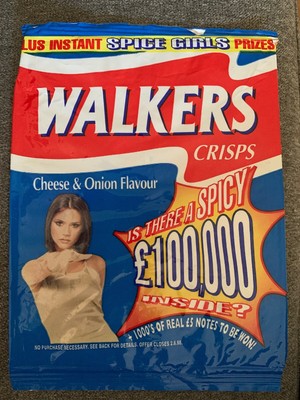 LUS INSTANT SPICE GIRLS PRIZES
WALKERS
CRISPS
Cheese & Onion Flavour
IS THERE A SPICY
£100,000
INSIDE?
+ 1000'S OF REAL £5 NOTES TO BE WON!
NO PURCHASE NECESSARY. SEE BACK FOR DETAILS. OFFER CLOSES